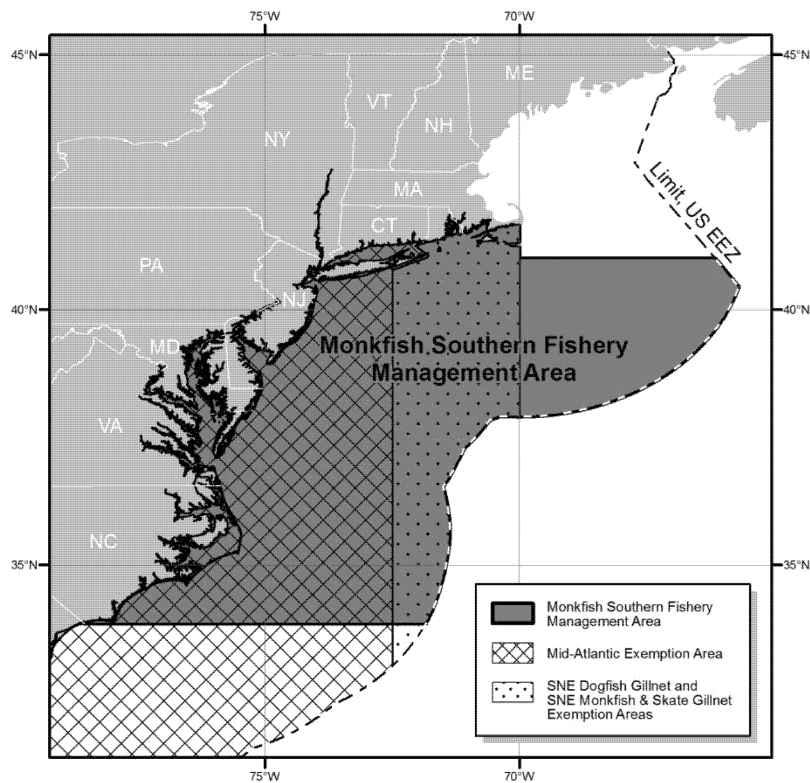 75°W
70°W
45°N
45°N
ME
VT
NH
NY
MA
CT
Limit, US EEZ
PA
NJ
40°N
40°N
MD
Monkfish Southern Fishery
Management Area
VA
NC
35°N
35°N
Monkfish Southern Fishery
Management Area
Mid-Atlantic Exemption Area
SNE Dogfish Gillnet and
SNE Monkfish & Skate Gillnet
Exemption Areas
75°W
70°W